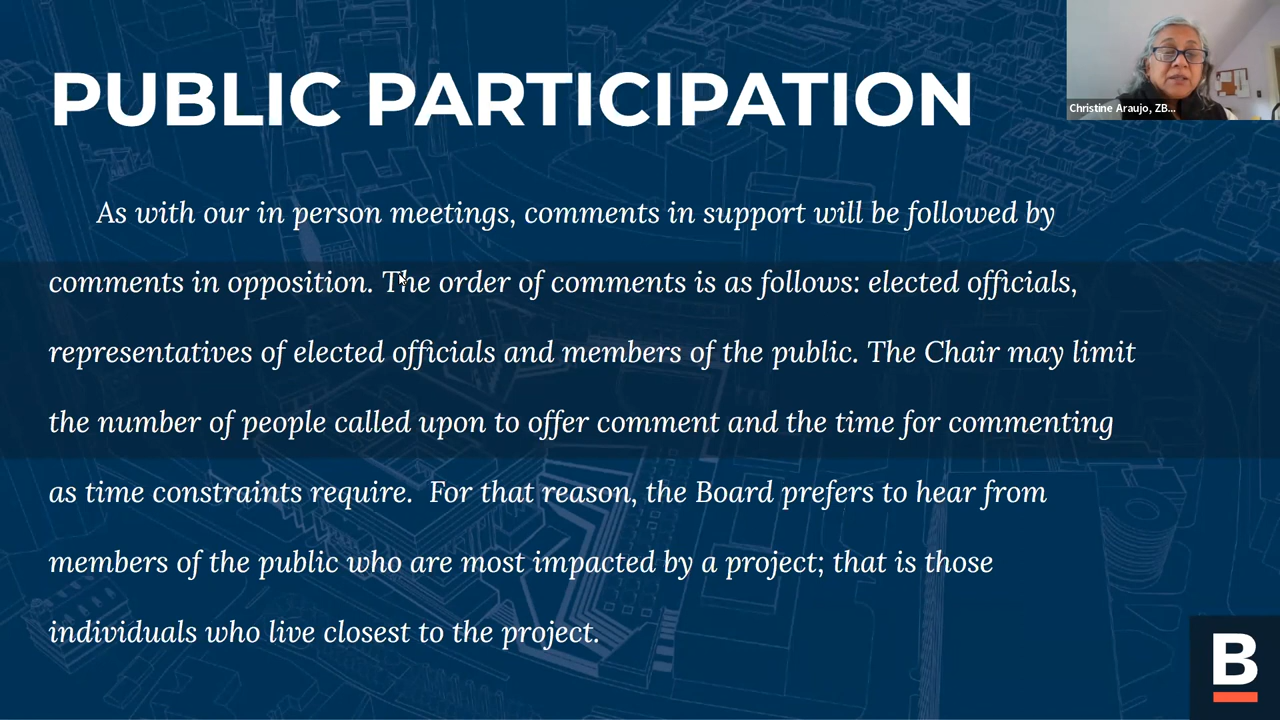 PUBLIC PARTICIPATION
Christine Araujo, ZB...
As with our in person meetings, comments in support will be followed by
comments in opposition. The order of comments is as follows: elected officials,
representatives of elected officials and members of the public. The Chair may limit
the number of people called upon to offer comment and the time for commenting
as time constraints require.  For that reason, the Board prefers to hear from
members of the public who are most impacted by a project; that is those
individuals who live closest to the project.
B